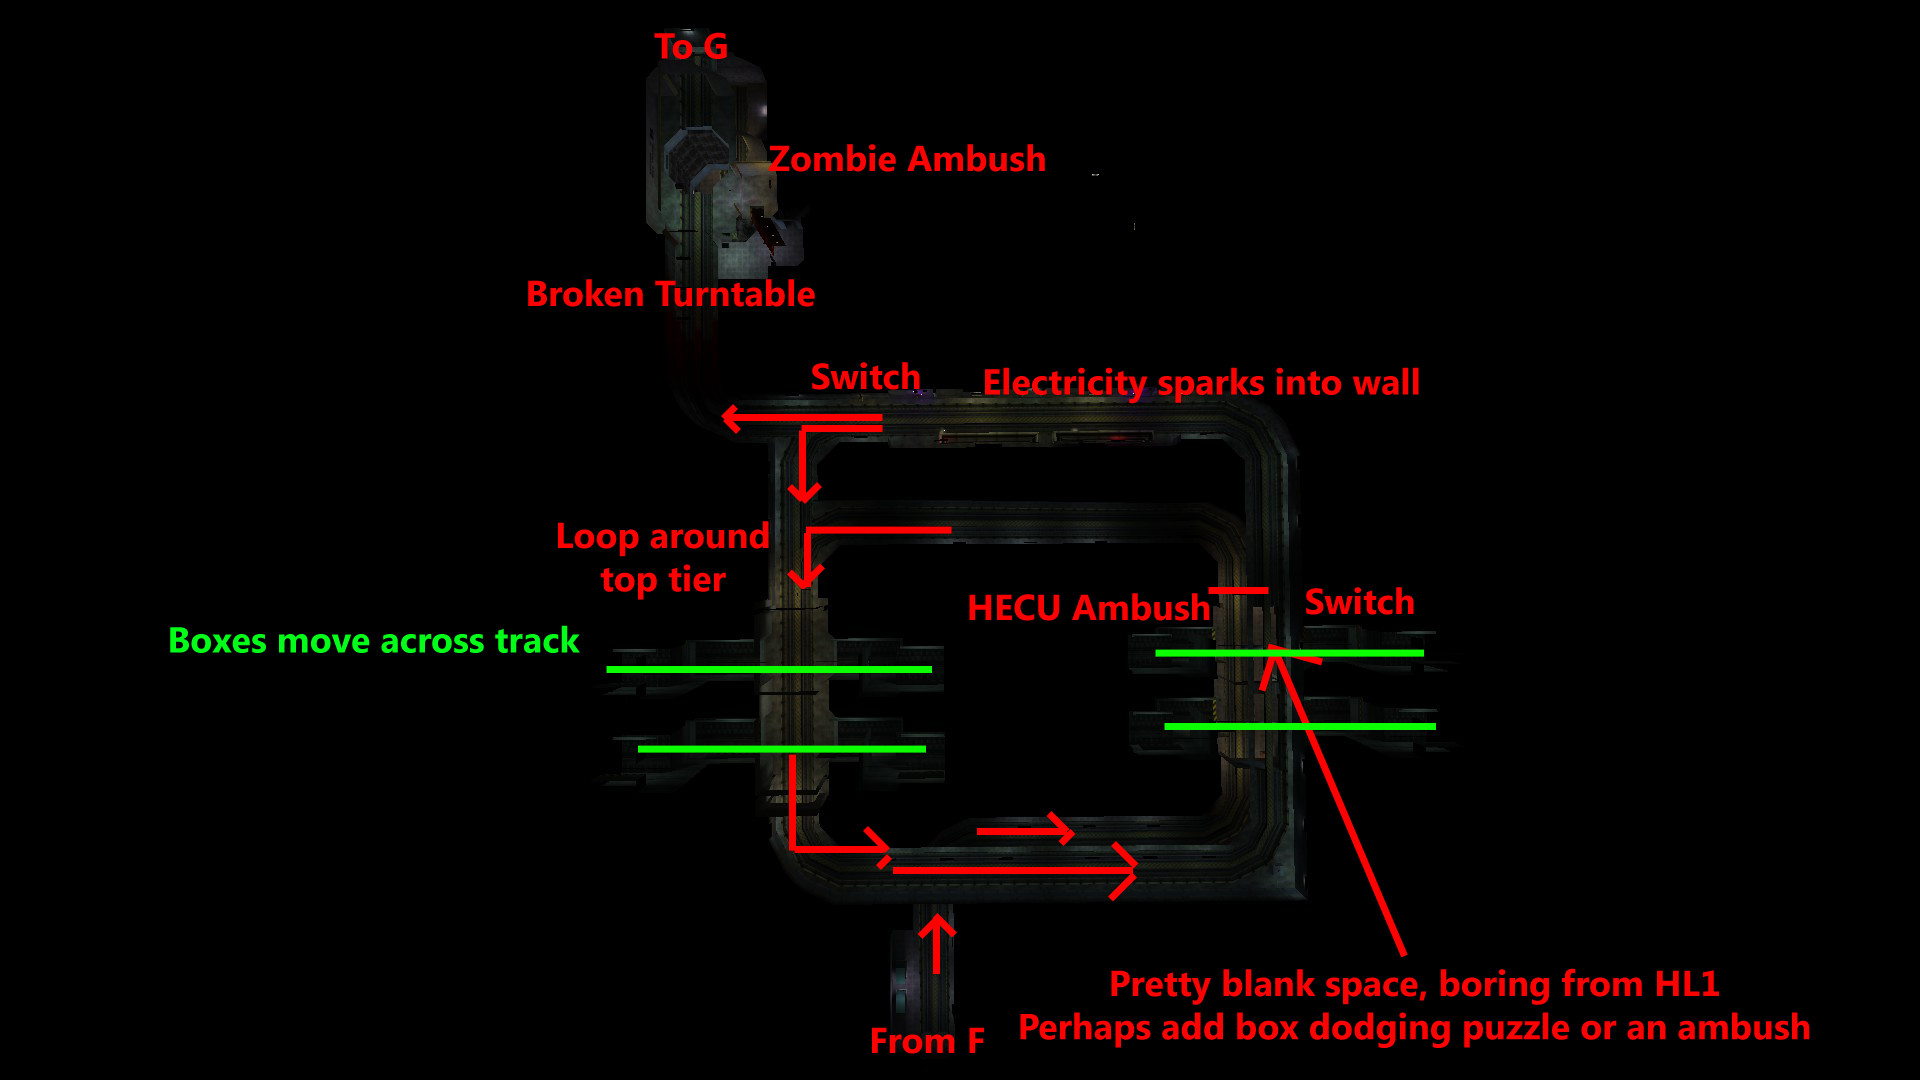 To G
Zombie Ambush
Broken Turntable
Switch
Electricity sparks into wall
Loop around
top tier
HECU Ambush
Switch
Boxes move across track
Pretty blank space, boring from HL1
Perhaps add box dodging puzzle or an ambush
From F